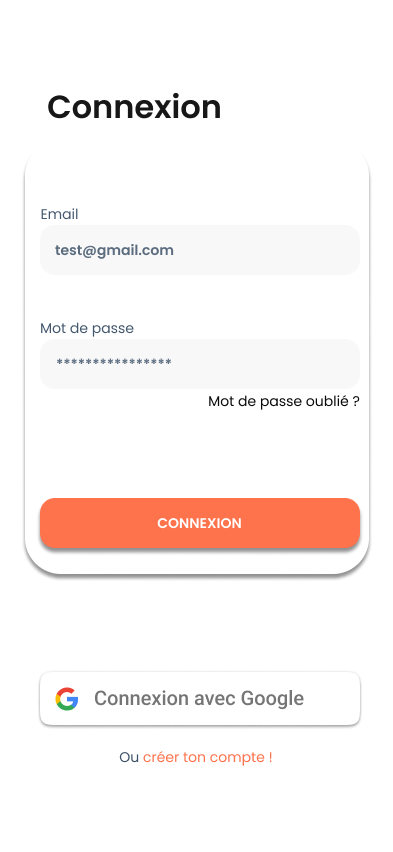 Connexion
Email
test@gmail.com
Mot de passe
****************
Mot de passe oublié ?
CONNEXION
Connexion avec Google
Ou créer ton compte !